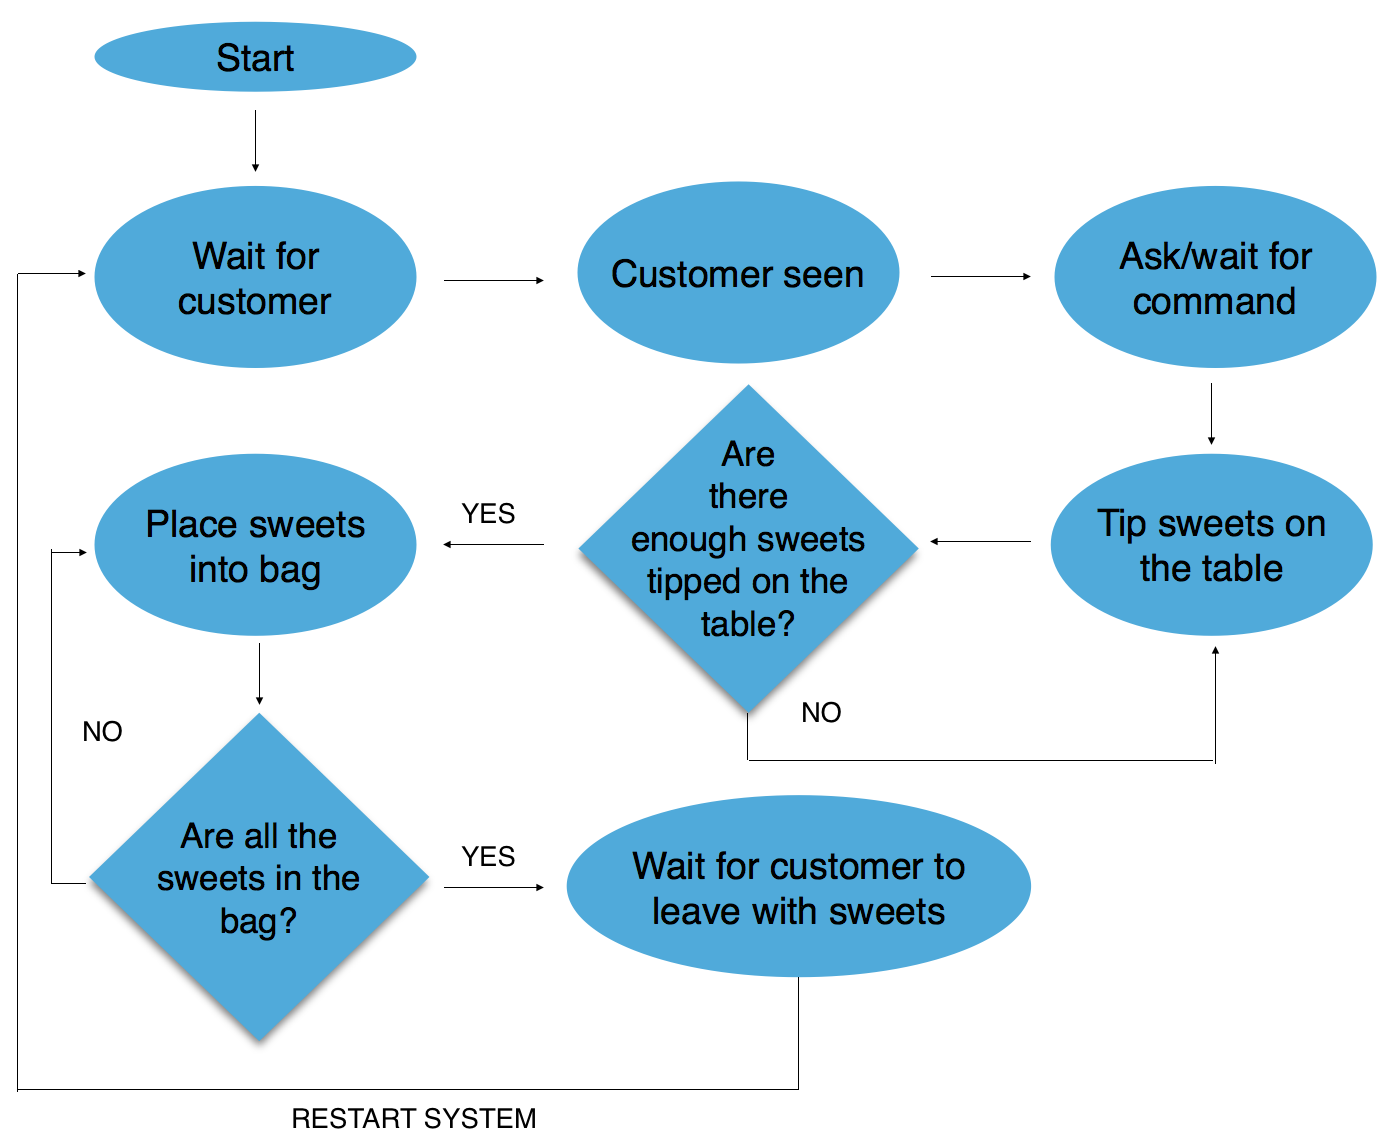 Start
Wait for
customer
Customer seen
Ask/wait for
command
Tip sweets on
the table
Are
there
enough sweets
tipped on the
table?
YES
NO
Place sweets
into bag
Are all the
sweets in the
bag?
NO
YES
Wait for customer to
leave with sweets
RESTART SYSTEM